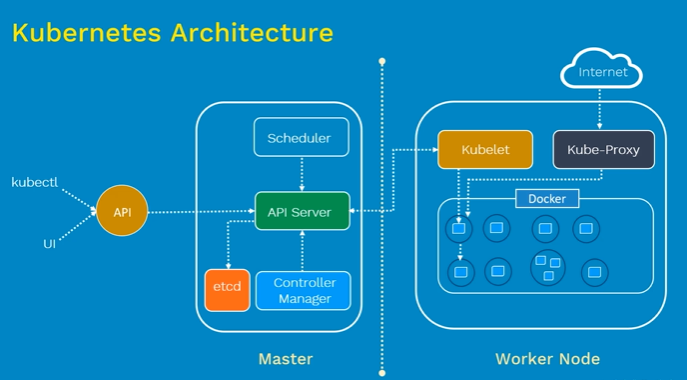 Kubernetes Architecture
Internet
Scheduler
Kubelet
Kube-Proxy
kubectl
API
API Server
Docker
UI
etcd
Controller
Manager
Master
Worker Node